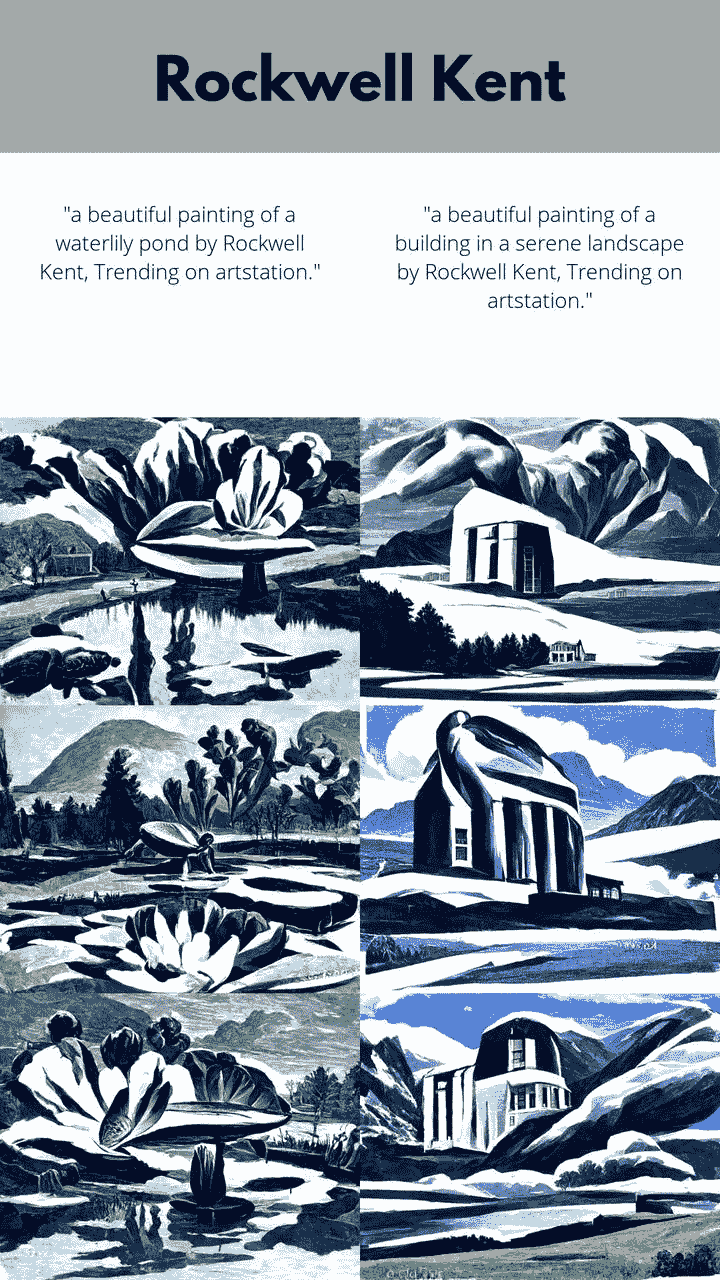 Rockwell Kent
"a beautiful painting of a
waterlily pond by Rockwell
Kent, Trending on artstation."
"a beautiful painting of a
building in a serene landscape
by Rockwell Kent, Trending on
artstation."